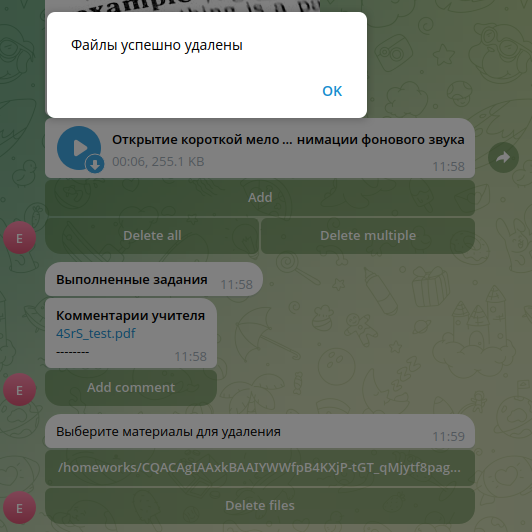 example
thing is a pa
Файлы успешно удалены
OK
Открытие короткой мело ... нимации фонового звука
00:06, 255.1 KB
11:58
Add
Delete all
Delete multiple
E
Выполненные задания
11:58
Комментарии учителя
4SrS_test.pdf
--------
11:58
Add comment
E
Выберите материалы для удаления
11:59
/homeworks/CQACAgIAAxkBAAIYWWfpB4KXjP-tGT_qMjytf8pag...
Delete files
E